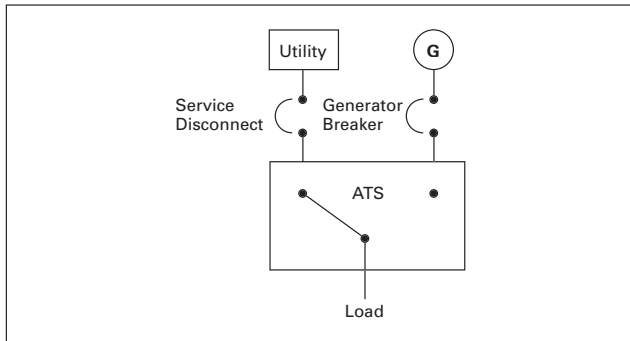 Utility
G
Service
Disconnect
Generator
Breaker
ATS
Load